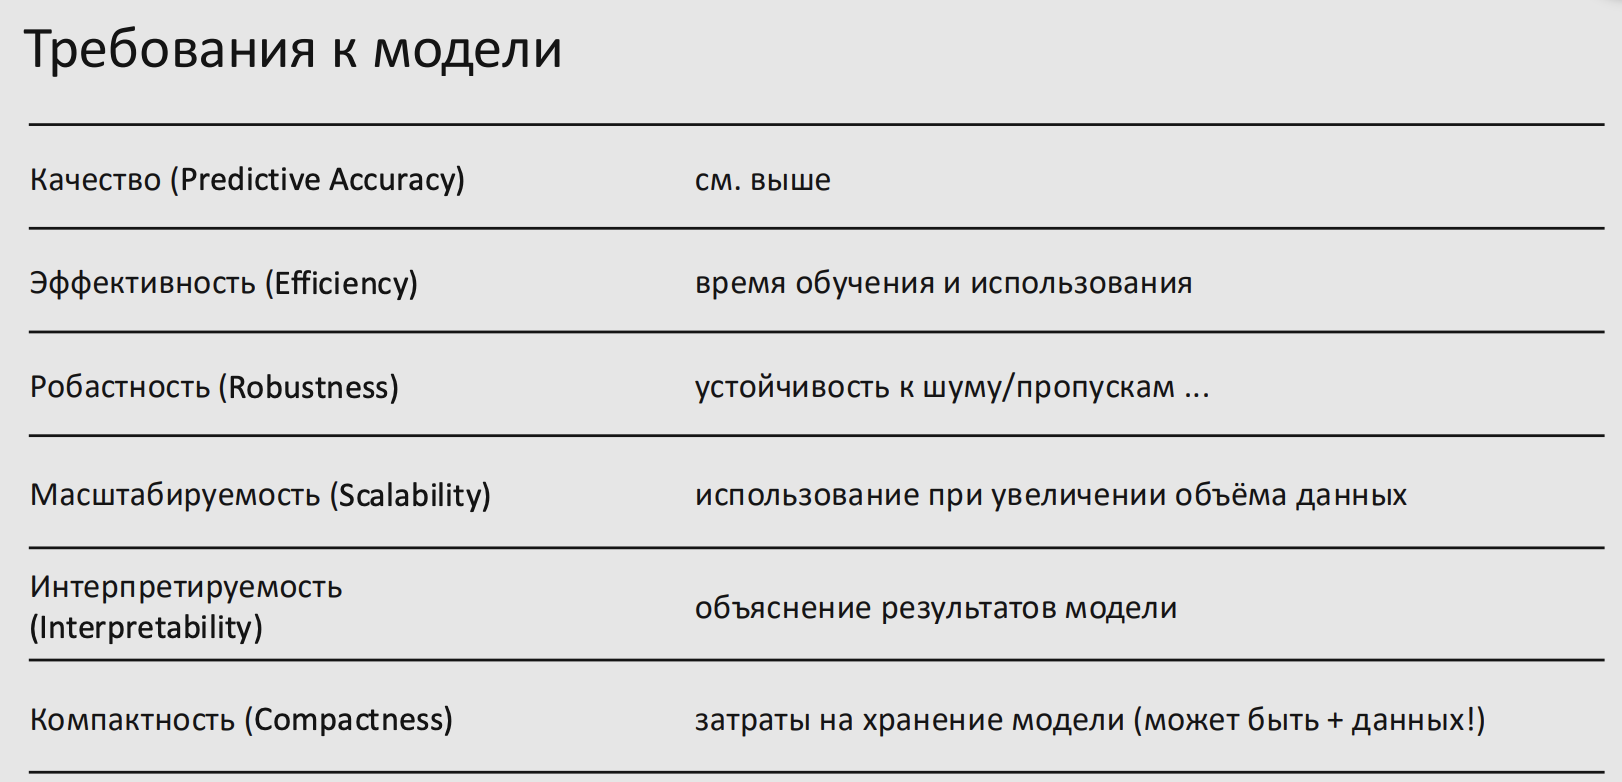 Требования к модели
Качество (Predictive Accuracy)
см. выше
Эффективность (Efficiency)
время обучения и использования
Робастность (Robustness)
устойчивость к шуму/пропускам ...
Масштабируемость (Scalability)
использование при увеличении объёма данных
Интерпретируемость
(Interpretability)
объяснение результатов модели
Компактность (Compactness)
затраты на хранение модели (может быть + данных!)